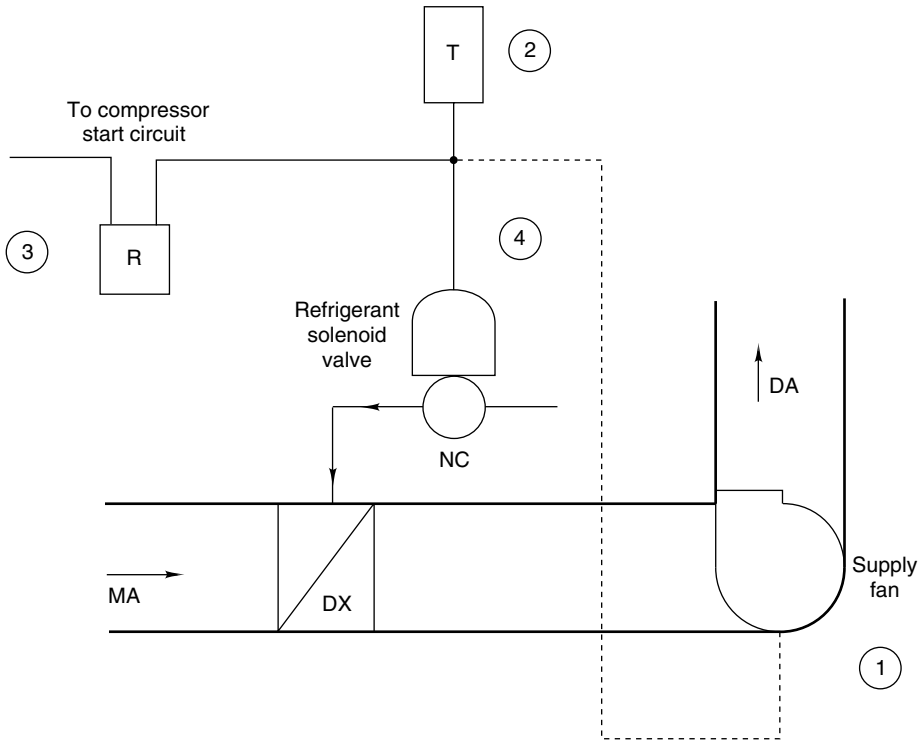 T
2
To compressor
start circuit
3
R
4
Refrigerant
solenoid
valve
DA
NC
MA
DX
Supply
fan
1